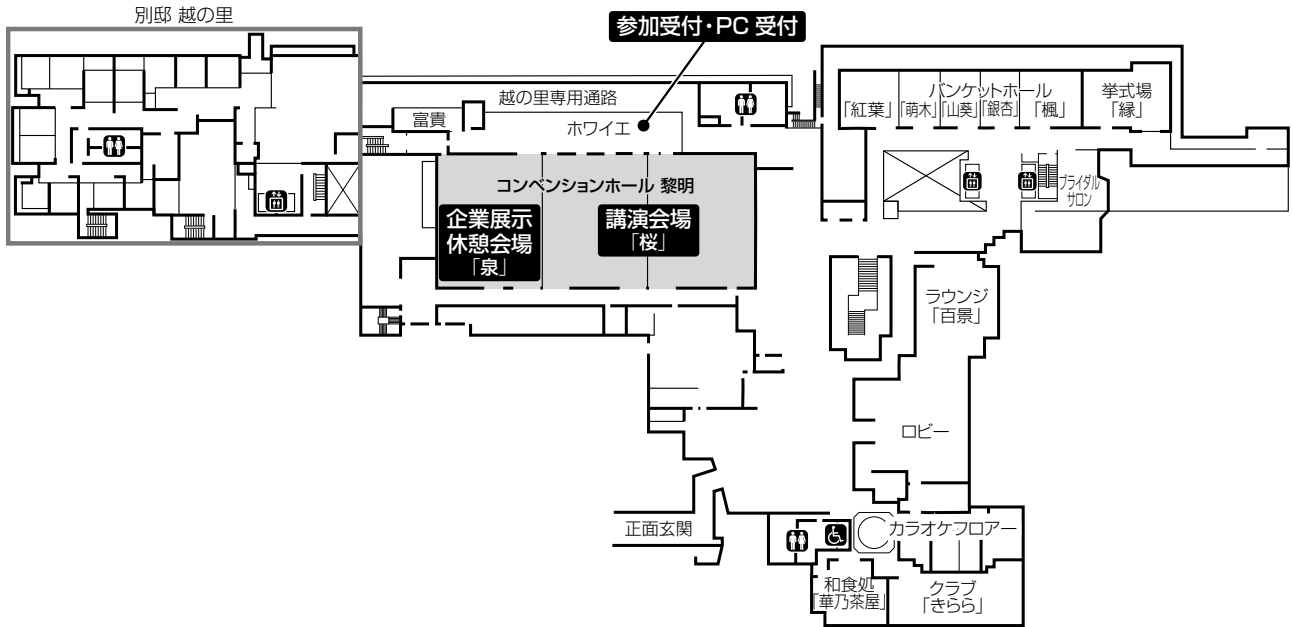 別邸 越の里
参加受付・PC 受付
越の里専用通路
富貴
ホワイエ
コンベンションホール 黎明
企業展示
休憩会場
「泉」
講演会場
「桜」
バンケットホール
「紅葉」
「萌木」
「山葵」
「銀杏」
「楓」
挙式場
「縁」
ブライダル
サロン
ラウンジ
「百景」
ロビー
正面玄関
カラオケフロアー
和食処
「華乃茶屋」
クラブ
「きらら」